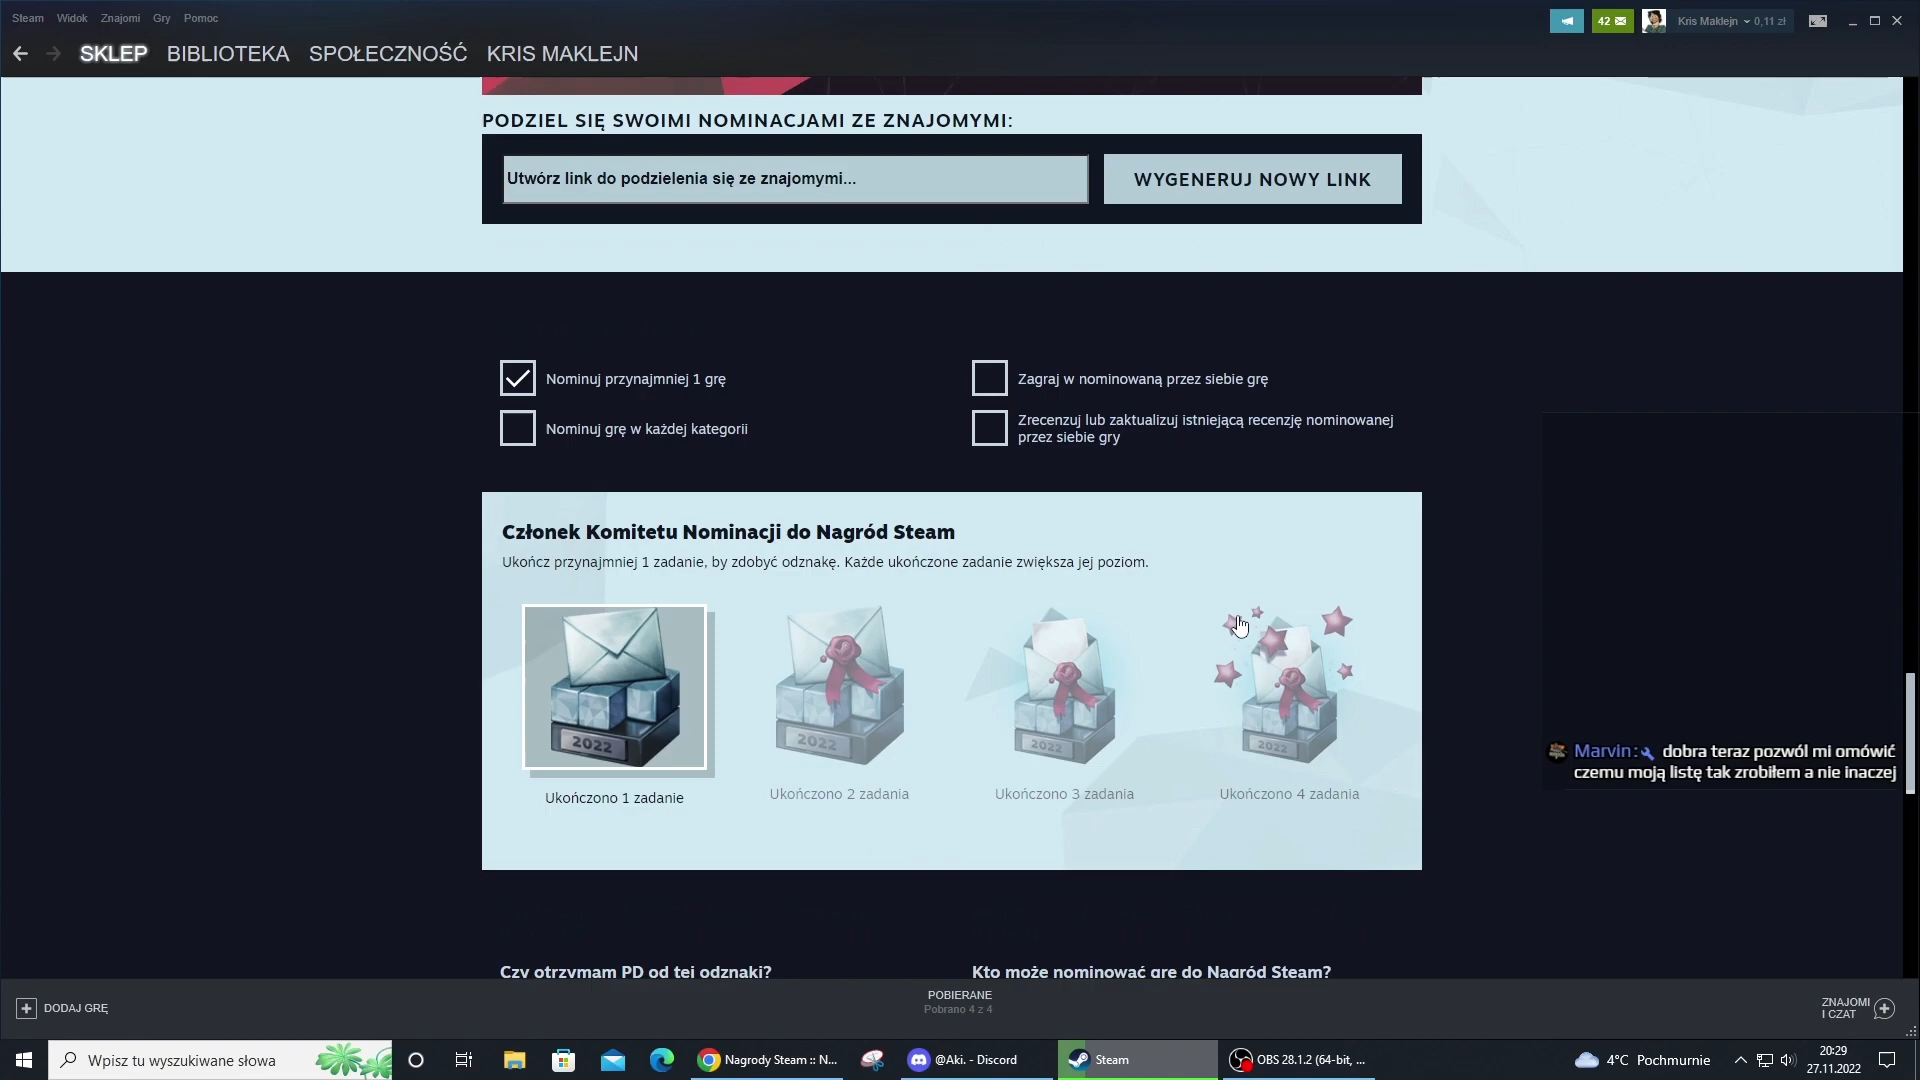 Steam Widok Znajomi Gry Pomoc
42
Kris Maklejn 0,11 zł
SKLEP BIBLIOTEKA SPOŁECZNOŚĆ KRIS MAKLEJN
PODZIEL SIĘ SWOIMI NOMINACJAMI ZE ZNAJOMYMI:
Utwórz link do podzielenia się ze znajomymi...
WYGENERUJ NOWY LINK
Nominuj przynajmniej 1 grę
Zagraj w nominowaną przez siebie grę
Nominuj grę w każdej kategorii
Zrecenzuj lub zaktualizuj istniejącą recenzję nominowanej
przez siebie gry
Członek Komitetu Nominacji do Nagród Steam
Ukończ przynajmniej 1 zadanie, by zdobyć odznakę. Każde ukończone zadanie zwiększa jej poziom.
2022
2022
2022
2022
Ukończono 1 zadanie
Ukończono 2 zadania
Ukończono 3 zadania
Ukończono 4 zadania
Marvin: dobra teraz pozwól mi omówić
czemu moją listę tak zrobiłem a nie inaczej
Czy otrzymam PD od tej odznaki?
Kto może nominować grę do Nagród Steam?
DODAJ GRĘ
POBIERANE
Pobrano 4 z 4
ZNAJOMI
I CZAT
Wpisz tu wyszukiwane słowa
Nagrody Steam :: N...
@Aki. - Discord
Steam
OBS 28.1.2 (64-bit, ...
4°C Pochmurnie
20:29
27.11.2022